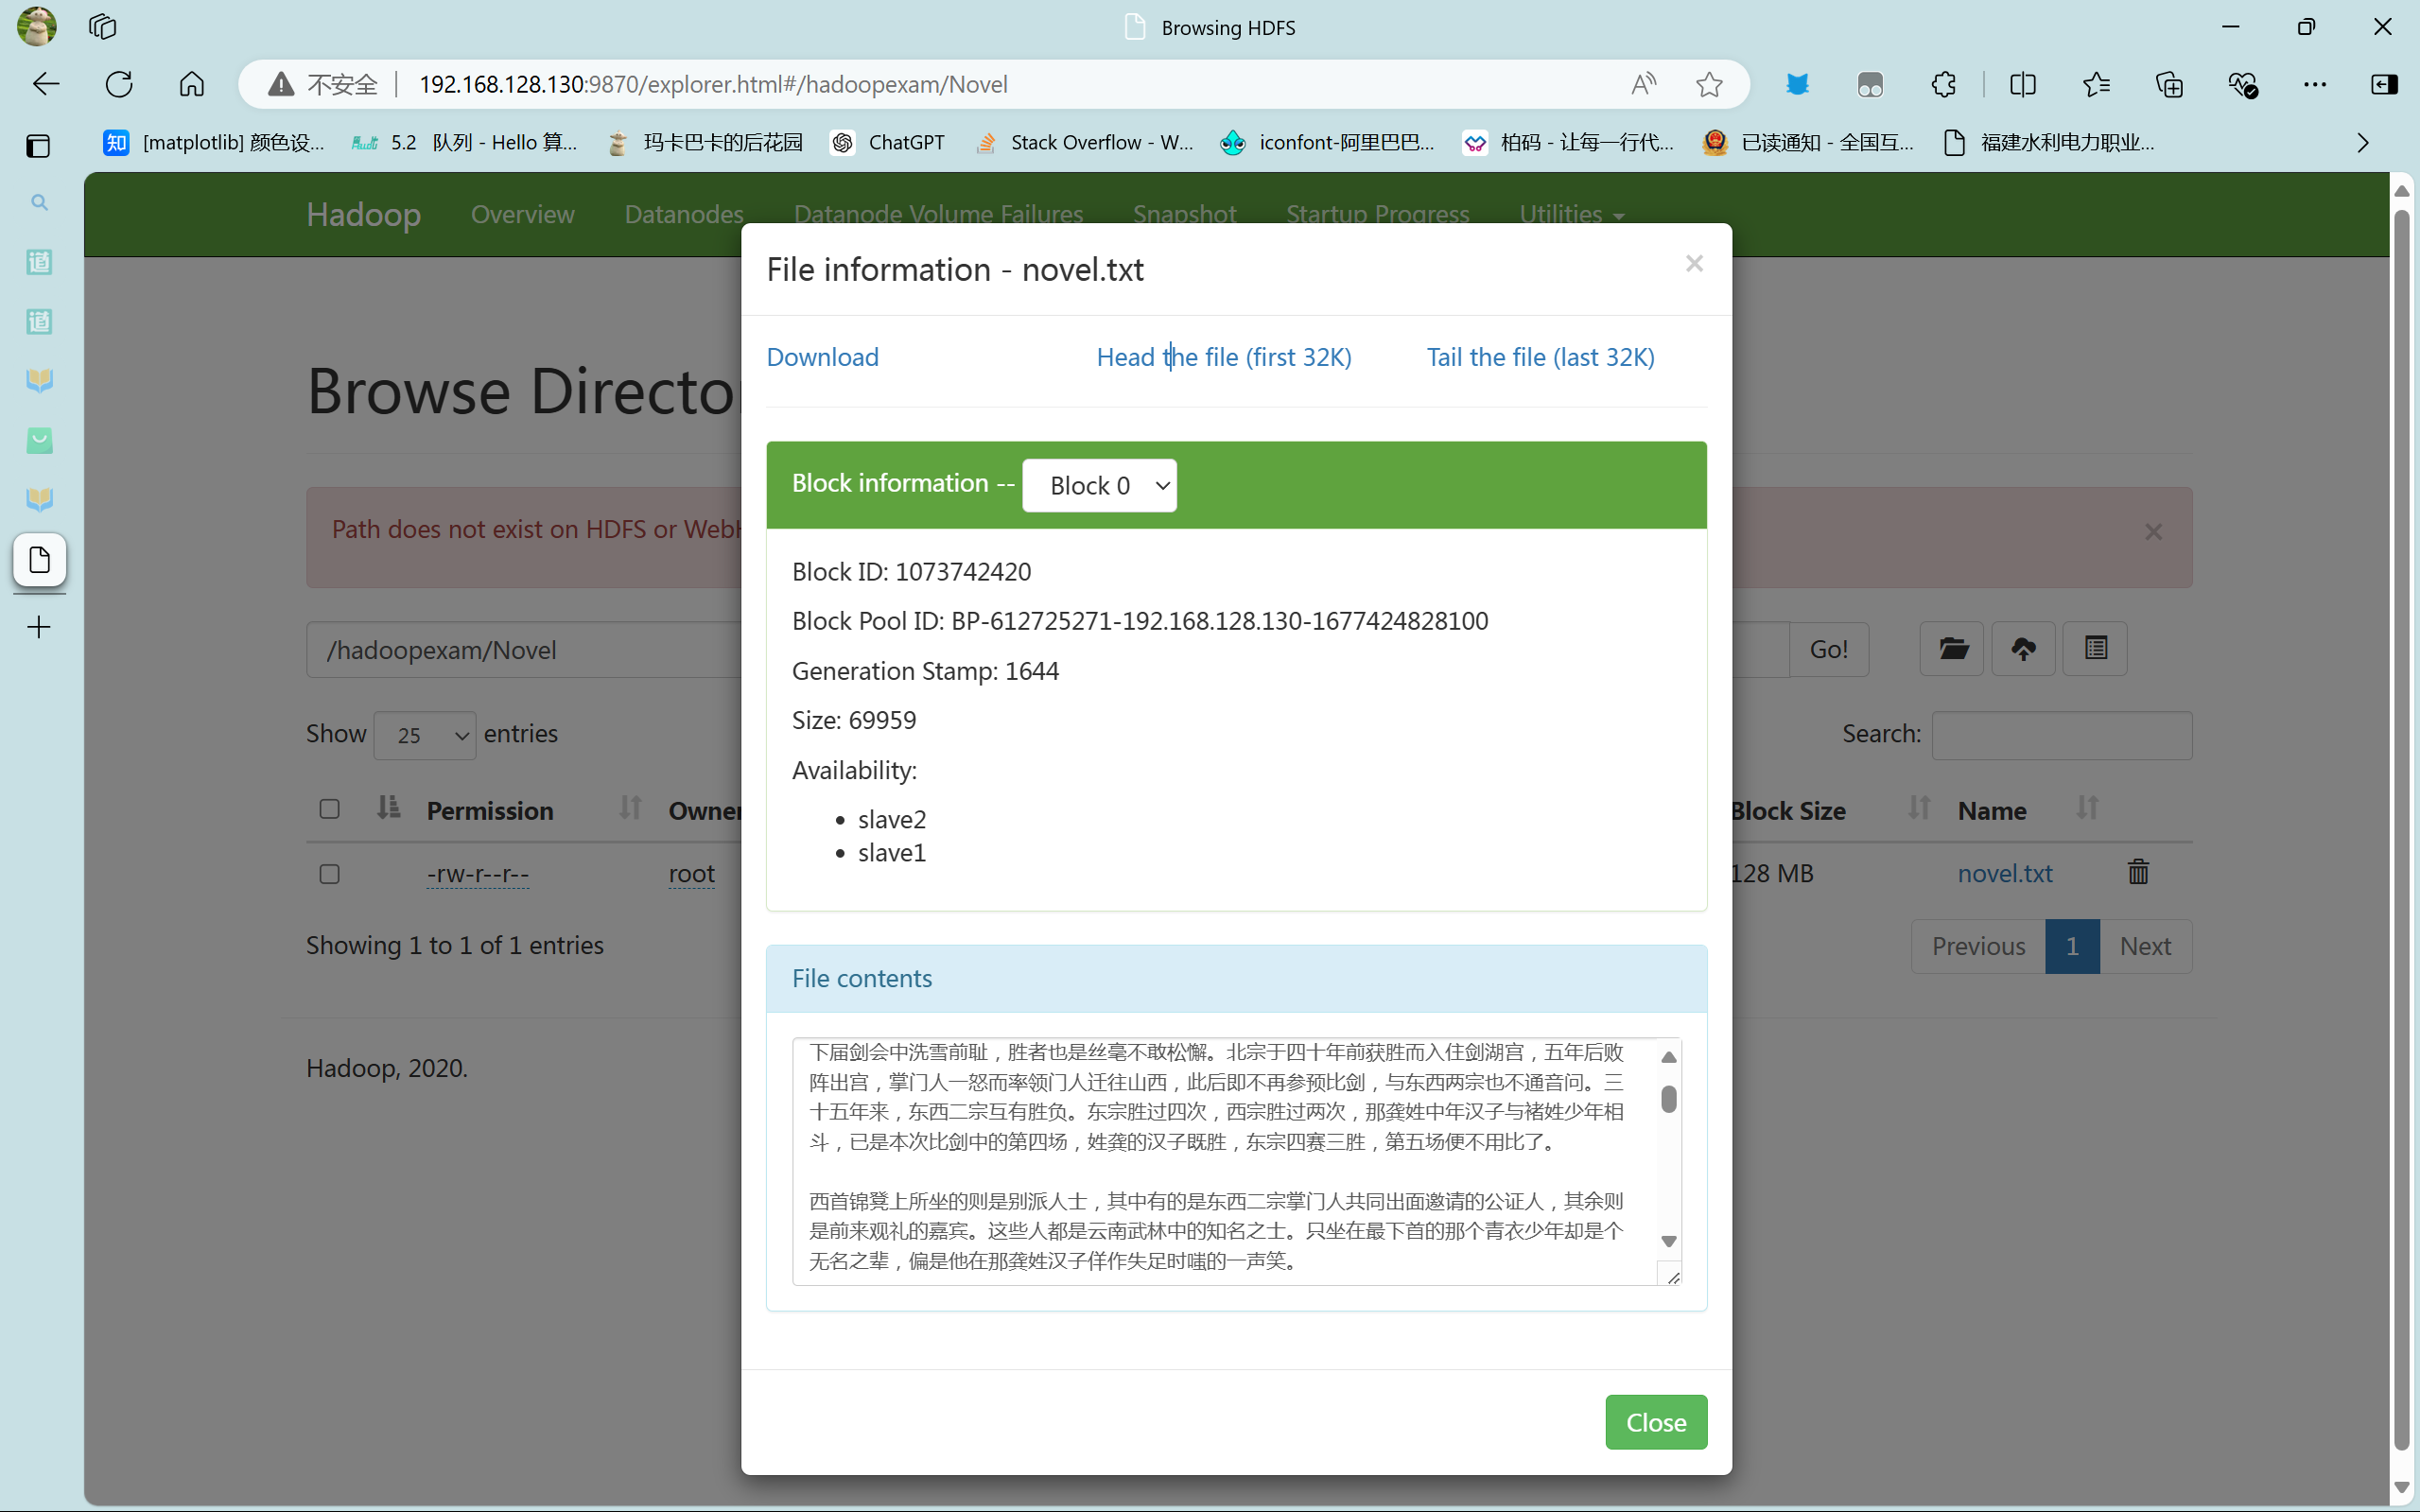 Browsing HDFS
不安全 192.168.128.130:9870/explorer.html#/hadoopexam/Novel
知 [matplotlib] 颜色设... 5.2 队列 - Hello 算... 玛卡巴卡的后花园 ChatGPT Stack Overflow - W... iconfont-阿里巴巴... 柏码 - 让每一行代... 已读通知 - 全国互... 福建水利电力职业...
Hadoop Overview Datanodes Datanode Volume Failures Snapshot Startup Progress Utilities
File information - novel.txt ×
Download Head the file (first 32K) Tail the file (last 32K)
Browse Directo
Block information -- Block 0
Path does not exist on HDFS or Web ×
Block ID: 1073742420
Block Pool ID: BP-612725271-192.168.128.130-1677424828100
/hadoopexam/Novel Go!
Generation Stamp: 1644
Size: 69959
Show 25 entries Search:
Availability:
Permission Owner Block Size Name
slave2
slave1
-rw-r--r-- root 128 MB novel.txt
Showing 1 to 1 of 1 entries Previous 1 Next
File contents
Hadoop, 2020.
下届剑会中洗雪前耻，胜者也是丝毫不敢松懈。北宗于四十年前获胜而入住剑湖宫，五年后败
阵出宫，掌门人一怒而率领门人迁往山西，此后即不再参预比剑，与东西两宗也不通音问。三
十五年来，东西二宗互有胜负。东宗胜过四次，西宗胜过两次，那龚姓中年汉子与褚姓少年相
斗，已是本次比剑中的第四场，姓龚的汉子既胜，东宗四赛三胜，第五场便不用比了。
西首锦凳上所坐的则是别派人士，其中有的是东西二宗掌门人共同出面邀请的公证人，其余则
是前来观礼的嘉宾。这些人都是云南武林中的知名之士。只坐在最下首的那个青衣少年却是个
无名之辈，偏是他在那龚姓汉子佯作失足时嗤的一声笑。
Close